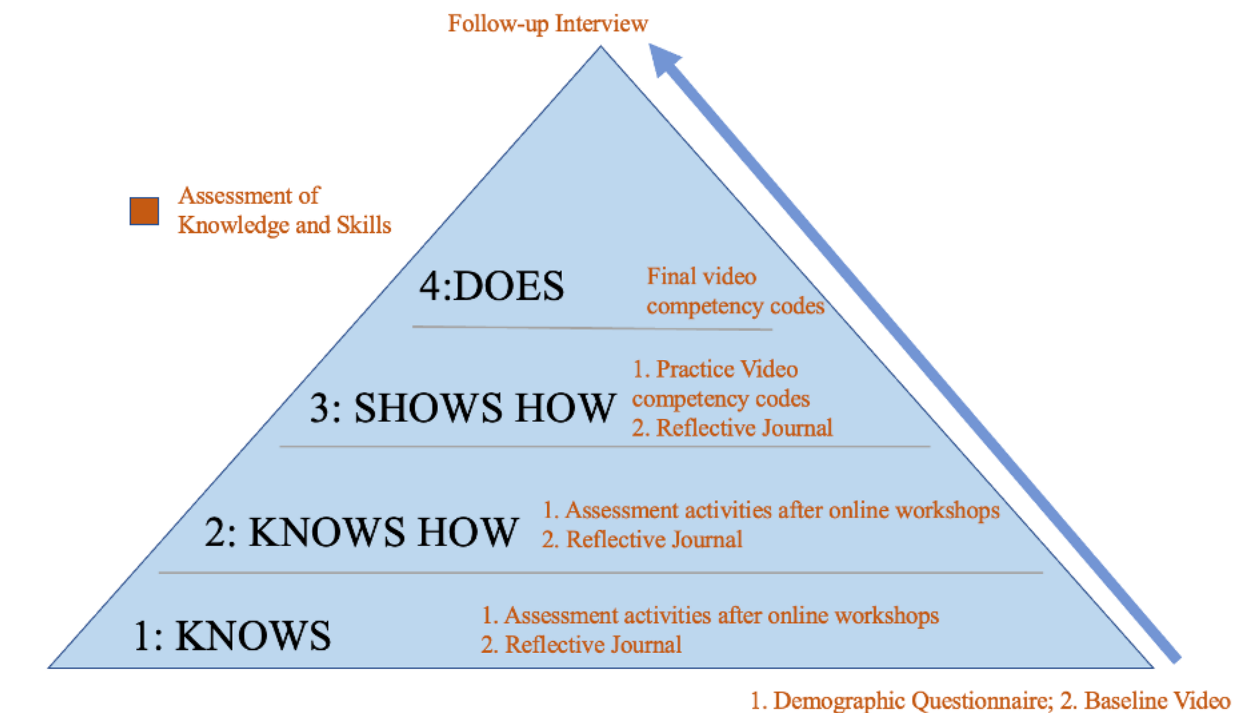 Follow-up Interview
Assessment of
Knowledge and Skills
4:DOES
Final video
competency codes
3: SHOWS HOW
1. Practice Video
competency codes
2. Reflective Journal
2: KNOWS HOW
1. Assessment activities after online workshops
2. Reflective Journal
1: KNOWS
1. Assessment activities after online workshops
2. Reflective Journal
1. Demographic Questionnaire; 2. Baseline Video